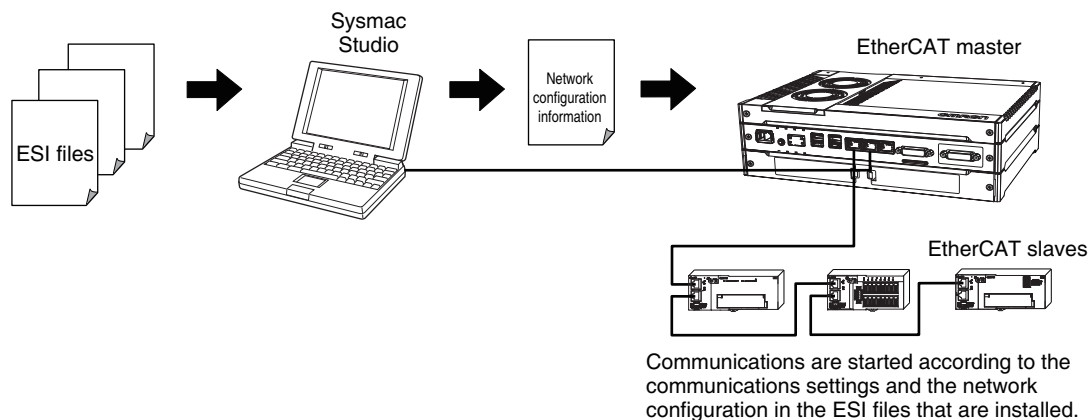 Sysmac
Studio
EtherCAT master
Network
configuration
information
ESI files
omron
EtherCAT slaves
Communications are started according to the
communications settings and the network
configuration in the ESI files that are installed.